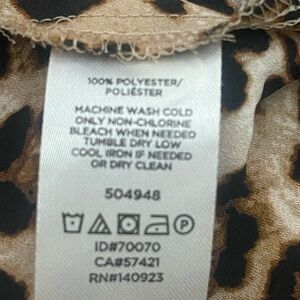 100% POLYESTER/
POLIÉSTER
MACHINE WASH COLD
ONLY NON-CHLORINE
BLEACH WHEN NEEDED
TUMBLE DRY LOW
COOL IRON IF NEEDED
OR DRY CLEAN
504948
P
ID#70070
CA#57421
RN#140923